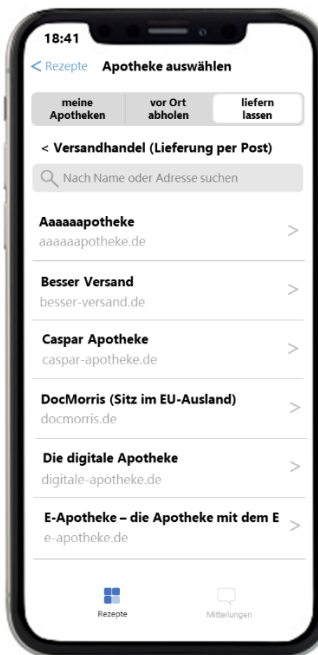 18:41
< Rezepte Apotheke auswählen
meine Apotheken
vor Ort abholen
liefern lassen
< Versandhandel (Lieferung per Post)
Nach Name oder Adresse suchen
Aaaaaapotheke
aaaaaapotheke.de
Besser Versand
besser-versand.de
Caspar Apotheke
caspar-apotheke.de
DocMorris (Sitz im EU-Ausland)
docmorris.de
Die digitale Apotheke
digitale-apotheke.de
E-Apotheke – die Apotheke mit dem E
e-apotheke.de
Rezepte
Mitteilungen